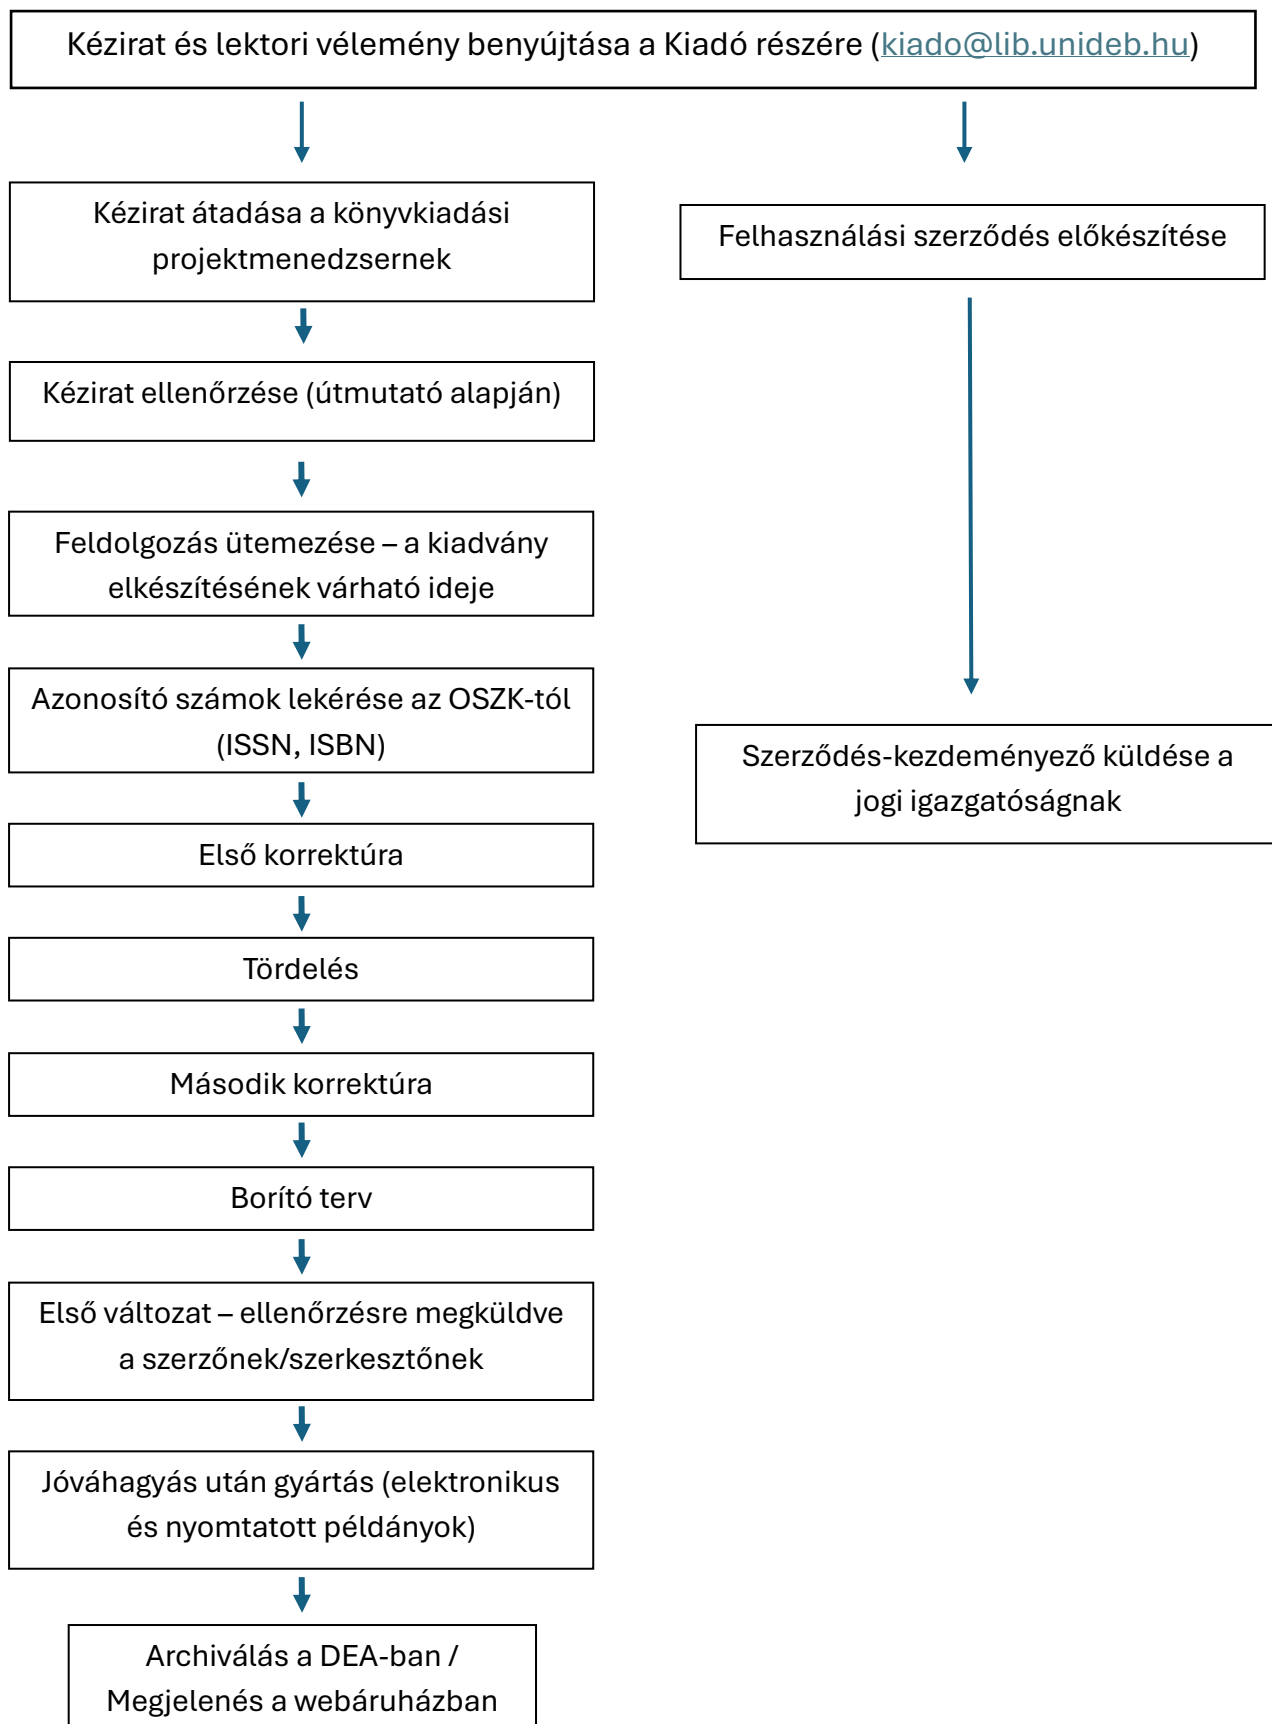 Kézirat és lektori vélemény benyújtása a Kiadó részére (kiado@lib.unideb.hu)
Kézirat átadása a könyvkiadási
projektmenedzsernek
Kézirat ellenőrzése (útmutató alapján)
Feldolgozás ütemezése – a kiadvány
elkészítésének várható ideje
Azonosító számok lekérése az OSZK-tól
(ISSN, ISBN)
Első korrektúra
Tördelés
Második korrektúra
Borító terv
Első változat – ellenőrzésre megküldve
a szerzőnek/szerkesztőnek
Jóváhagyás után gyártás (elektronikus
és nyomtatott példányok)
Archiválás a DEA-ban /
Megjelenés a webáruházban
Felhasználási szerződés előkészítése
Szerződés-kezdeményező küldése a
jogi igazgatóságnak